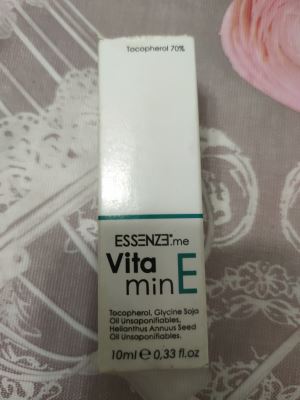 Tocopherol 70%
ESSENZE.me
Vita
min E
Tocopherol, Glycine Soja
Oil Unsaponifiables,
Helianthus Annuus Seed
Oil Unsaponifiables.
10ml ℮ 0,33 fl.oz